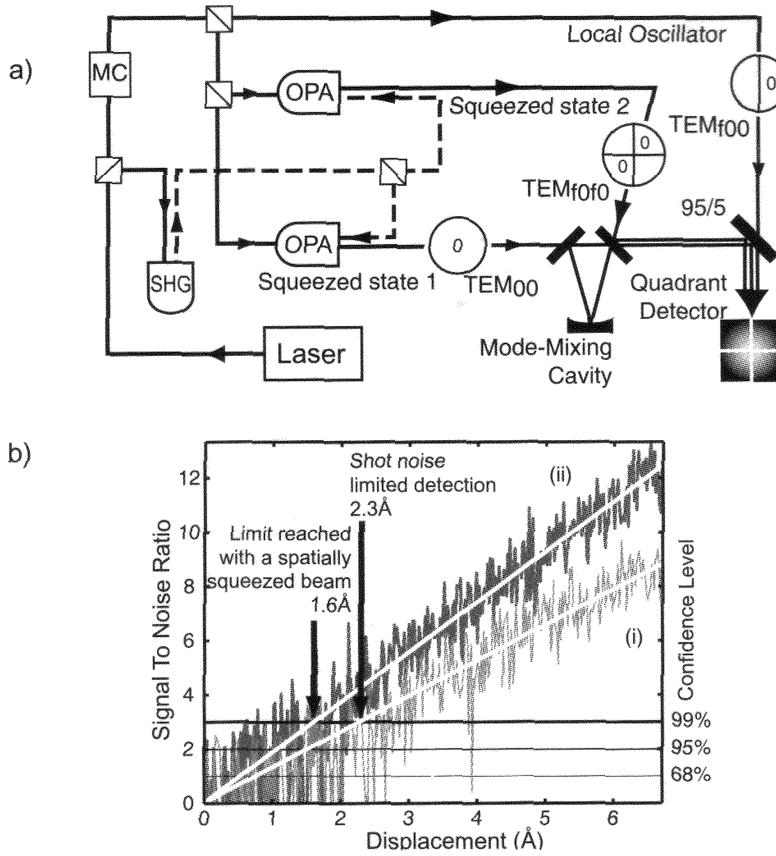 a)
Local Oscillator
MC
OPA
Squeezed state 2
0
TEMf00
0
0
TEMf0f0
95/5
OPA
0
Squeezed state 1
TEM00
SHG
Quadrant
Detector
Laser
Mode-Mixing
Cavity
b)
Shot noise
limited detection
2.3Å
Limit reached
with a spatially
squeezed beam
1.6Å
(ii)
(i)
Signal To Noise Ratio
12
10
8
6
4
2
0
Confidence Level
99%
95%
68%
0
1
2
3
4
5
6
Displacement (Å)